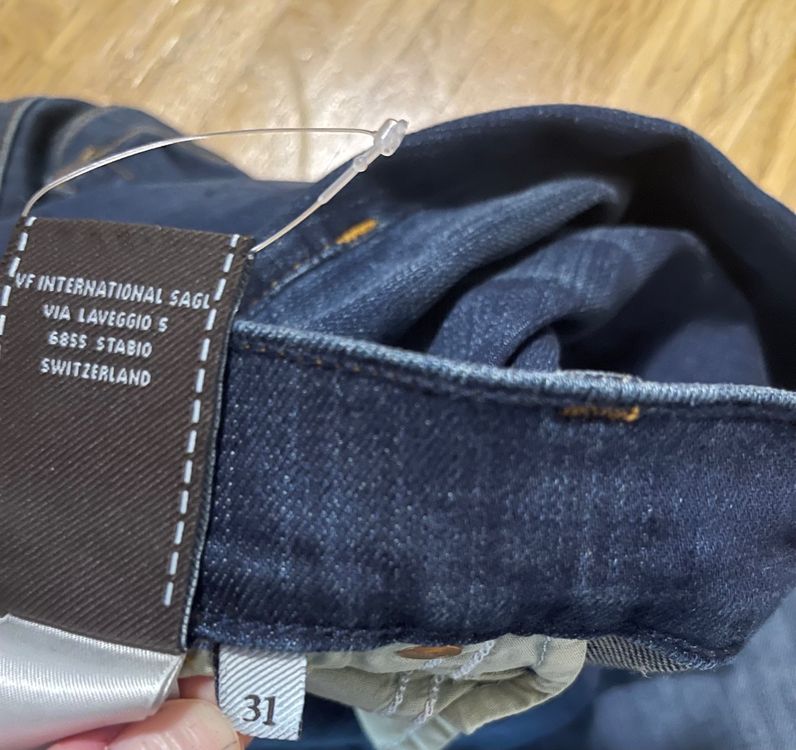 VF INTERNATIONAL SAGL
VIA LAVEGGIO 5
6855 STABIO
SWITZERLAND
31